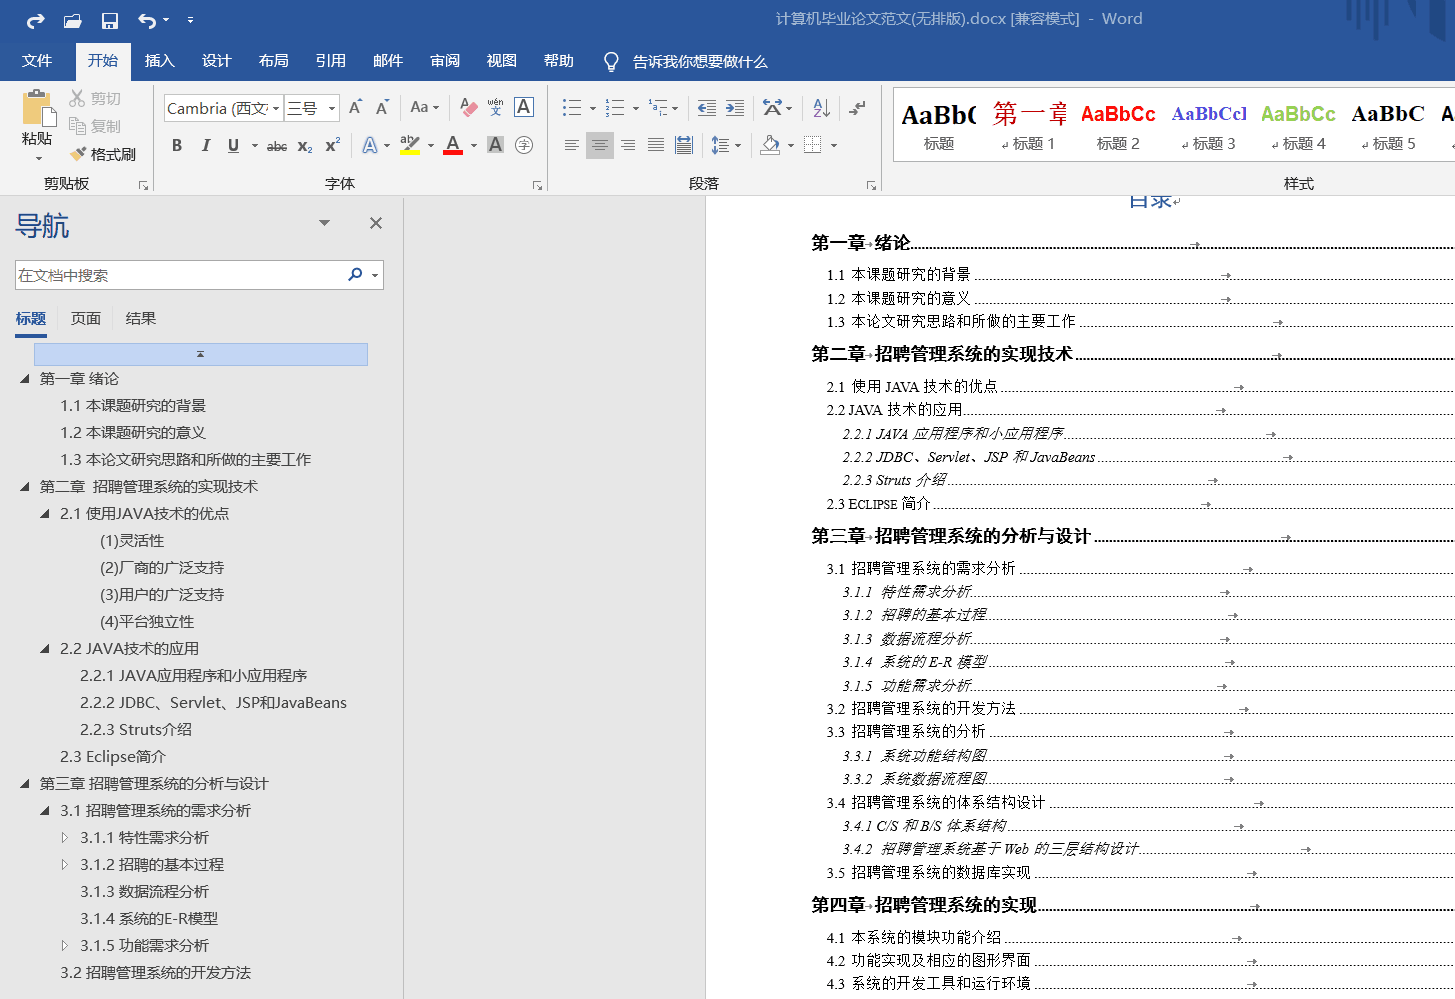 计算机毕业论文范文(无排版).docx [兼容模式] - Word
文件 开始 插入 设计 布局 引用 邮件 审阅 视图 帮助 告诉我你想要做什么
粘贴
剪切
复制
格式刷
剪贴板
Cambria (西文 三号 A A Aa wén 文 A
B I U abc x₂ x² A ab A A 字
字体
段落
AaBb( 第一章 AaBbCc AaBbCcl AaBbCc AaBbC
标题 标题 1 标题 2 标题 3 标题 4 标题 5
样式
导航
在文档中搜索
标题 页面 结果
第一章 绪论
1.1 本课题研究的背景
1.2 本课题研究的意义
1.3 本论文研究思路和所做的主要工作
第二章 招聘管理系统的实现技术
2.1 使用JAVA技术的优点
(1)灵活性
(2)厂商的广泛支持
(3)用户的广泛支持
(4)平台独立性
2.2 JAVA技术的应用
2.2.1 JAVA应用程序和小应用程序
2.2.2 JDBC、Servlet、JSP和JavaBeans
2.2.3 Struts介绍
2.3 Eclipse简介
第三章 招聘管理系统的分析与设计
3.1 招聘管理系统的需求分析
3.1.1 特性需求分析
3.1.2 招聘的基本过程
3.1.3 数据流程分析
3.1.4 系统的E-R模型
3.1.5 功能需求分析
3.2 招聘管理系统的开发方法
目录
第一章 绪论
1.1 本课题研究的背景
1.2 本课题研究的意义
1.3 本论文研究思路和所做的主要工作
第二章 招聘管理系统的实现技术
2.1 使用 JAVA 技术的优点
2.2 JAVA 技术的应用
2.2.1 JAVA 应用程序和小应用程序
2.2.2 JDBC、Servlet、JSP 和 JavaBeans
2.2.3 Struts 介绍
2.3 ECLIPSE 简介
第三章 招聘管理系统的分析与设计
3.1 招聘管理系统的需求分析
3.1.1 特性需求分析
3.1.2 招聘的基本过程
3.1.3 数据流程分析
3.1.4 系统的 E-R 模型
3.1.5 功能需求分析
3.2 招聘管理系统的开发方法
3.3 招聘管理系统的分析
3.3.1 系统功能结构图
3.3.2 系统数据流程图
3.4 招聘管理系统的体系结构设计
3.4.1 C/S 和 B/S 体系结构
3.4.2 招聘管理系统基于 Web 的三层结构设计
3.5 招聘管理系统的数据库实现
第四章 招聘管理系统的实现
4.1 本系统的模块功能介绍
4.2 功能实现及相应的图形界面
4.3 系统的开发工具和运行环境